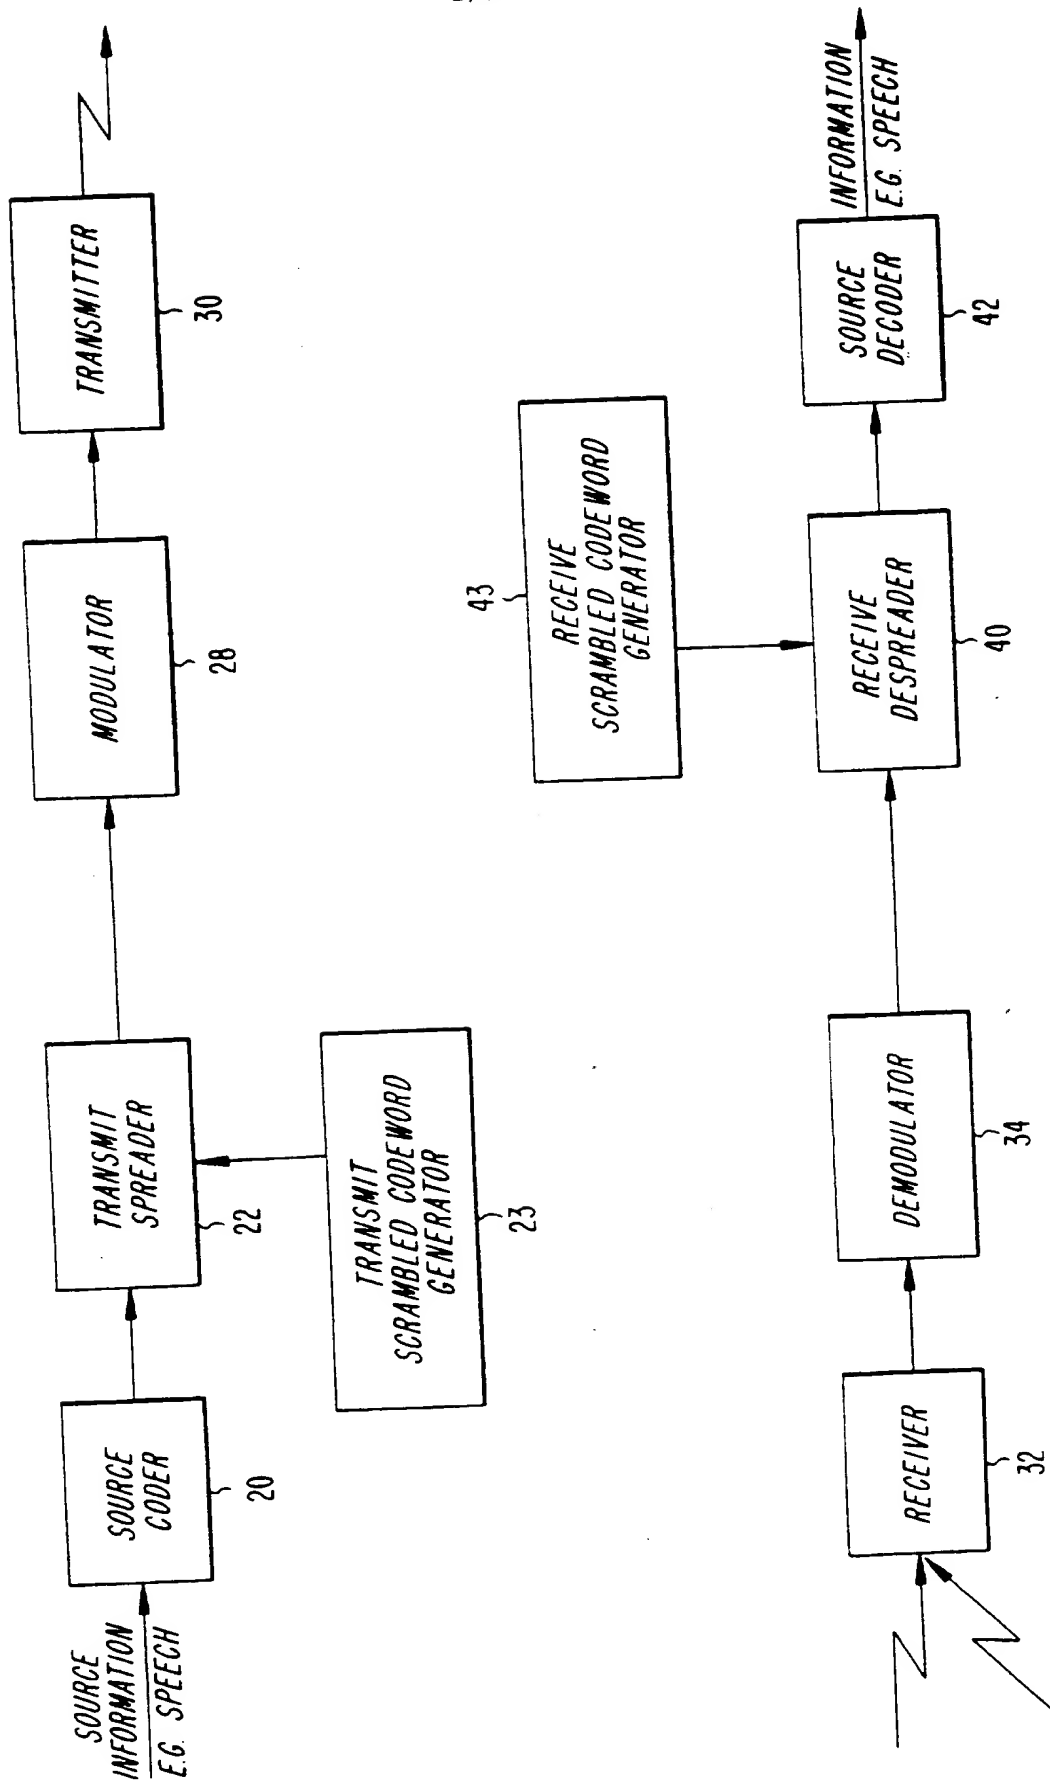 SOURCE
INFORMATION
E.G. SPEECH
SOURCE
CODER
20
TRANSMIT
SPREADER
22
TRANSMIT
SCRAMBLED CODEWORD
GENERATOR
23
MODULATOR
28
TRANSMITTER
30
RECEIVER
32
DEMODULATOR
34
RECEIVE
DESPREADER
40
43
RECEIVE
SCRAMBLED CODEWORD
GENERATOR
SOURCE
DECODER
42
INFORMATION
E.G. SPEECH